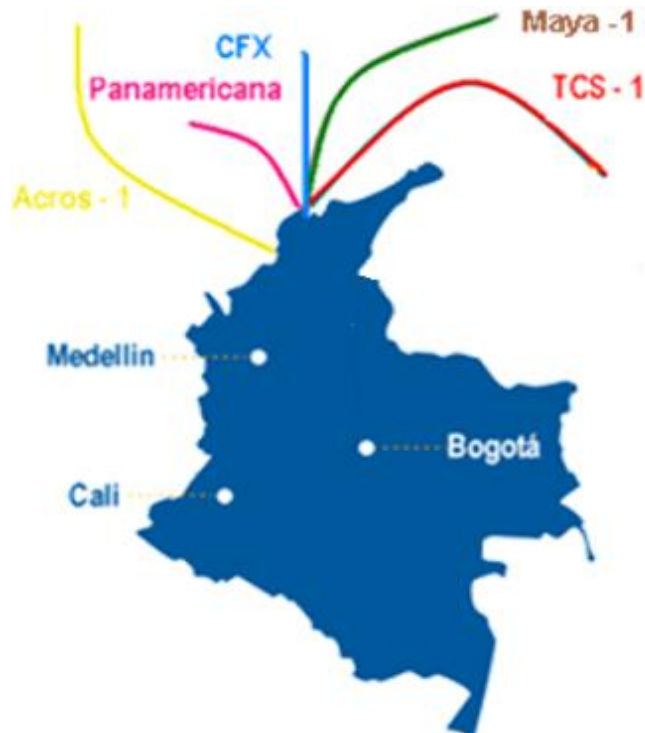 Maya -1
CFX
Panamericana
TCS - 1
Acros - 1
Medellin
Bogotá
Cali